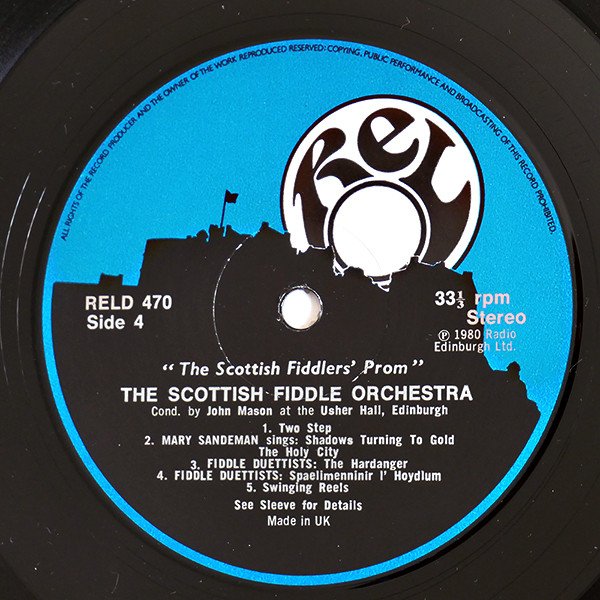 ALL RIGHTS OF THE RECORD PRODUCER AND THE OWNER OF THE WORK REPRODUCED RESERVED: COPYING, PUBLIC PERFORMANCE AND BROADCASTING OF THIS RECORD PROHIBITED.
ReL
RELD 470
Side 4
33⅓ rpm
Stereo
℗ 1980 Radio
Edinburgh Ltd.
"The Scottish Fiddlers' Prom"
THE SCOTTISH FIDDLE ORCHESTRA
Cond. by John Mason at the Usher Hall, Edinburgh
1. Two Step
2. MARY SANDEMAN sings: Shadows Turning To Gold
The Holy City
3. FIDDLE DUETTISTS: The Hardanger
4. FIDDLE DUETTISTS: Spaelimenninir I' Hoydlum
5. Swinging Reels
See Sleeve for Details
Made in UK